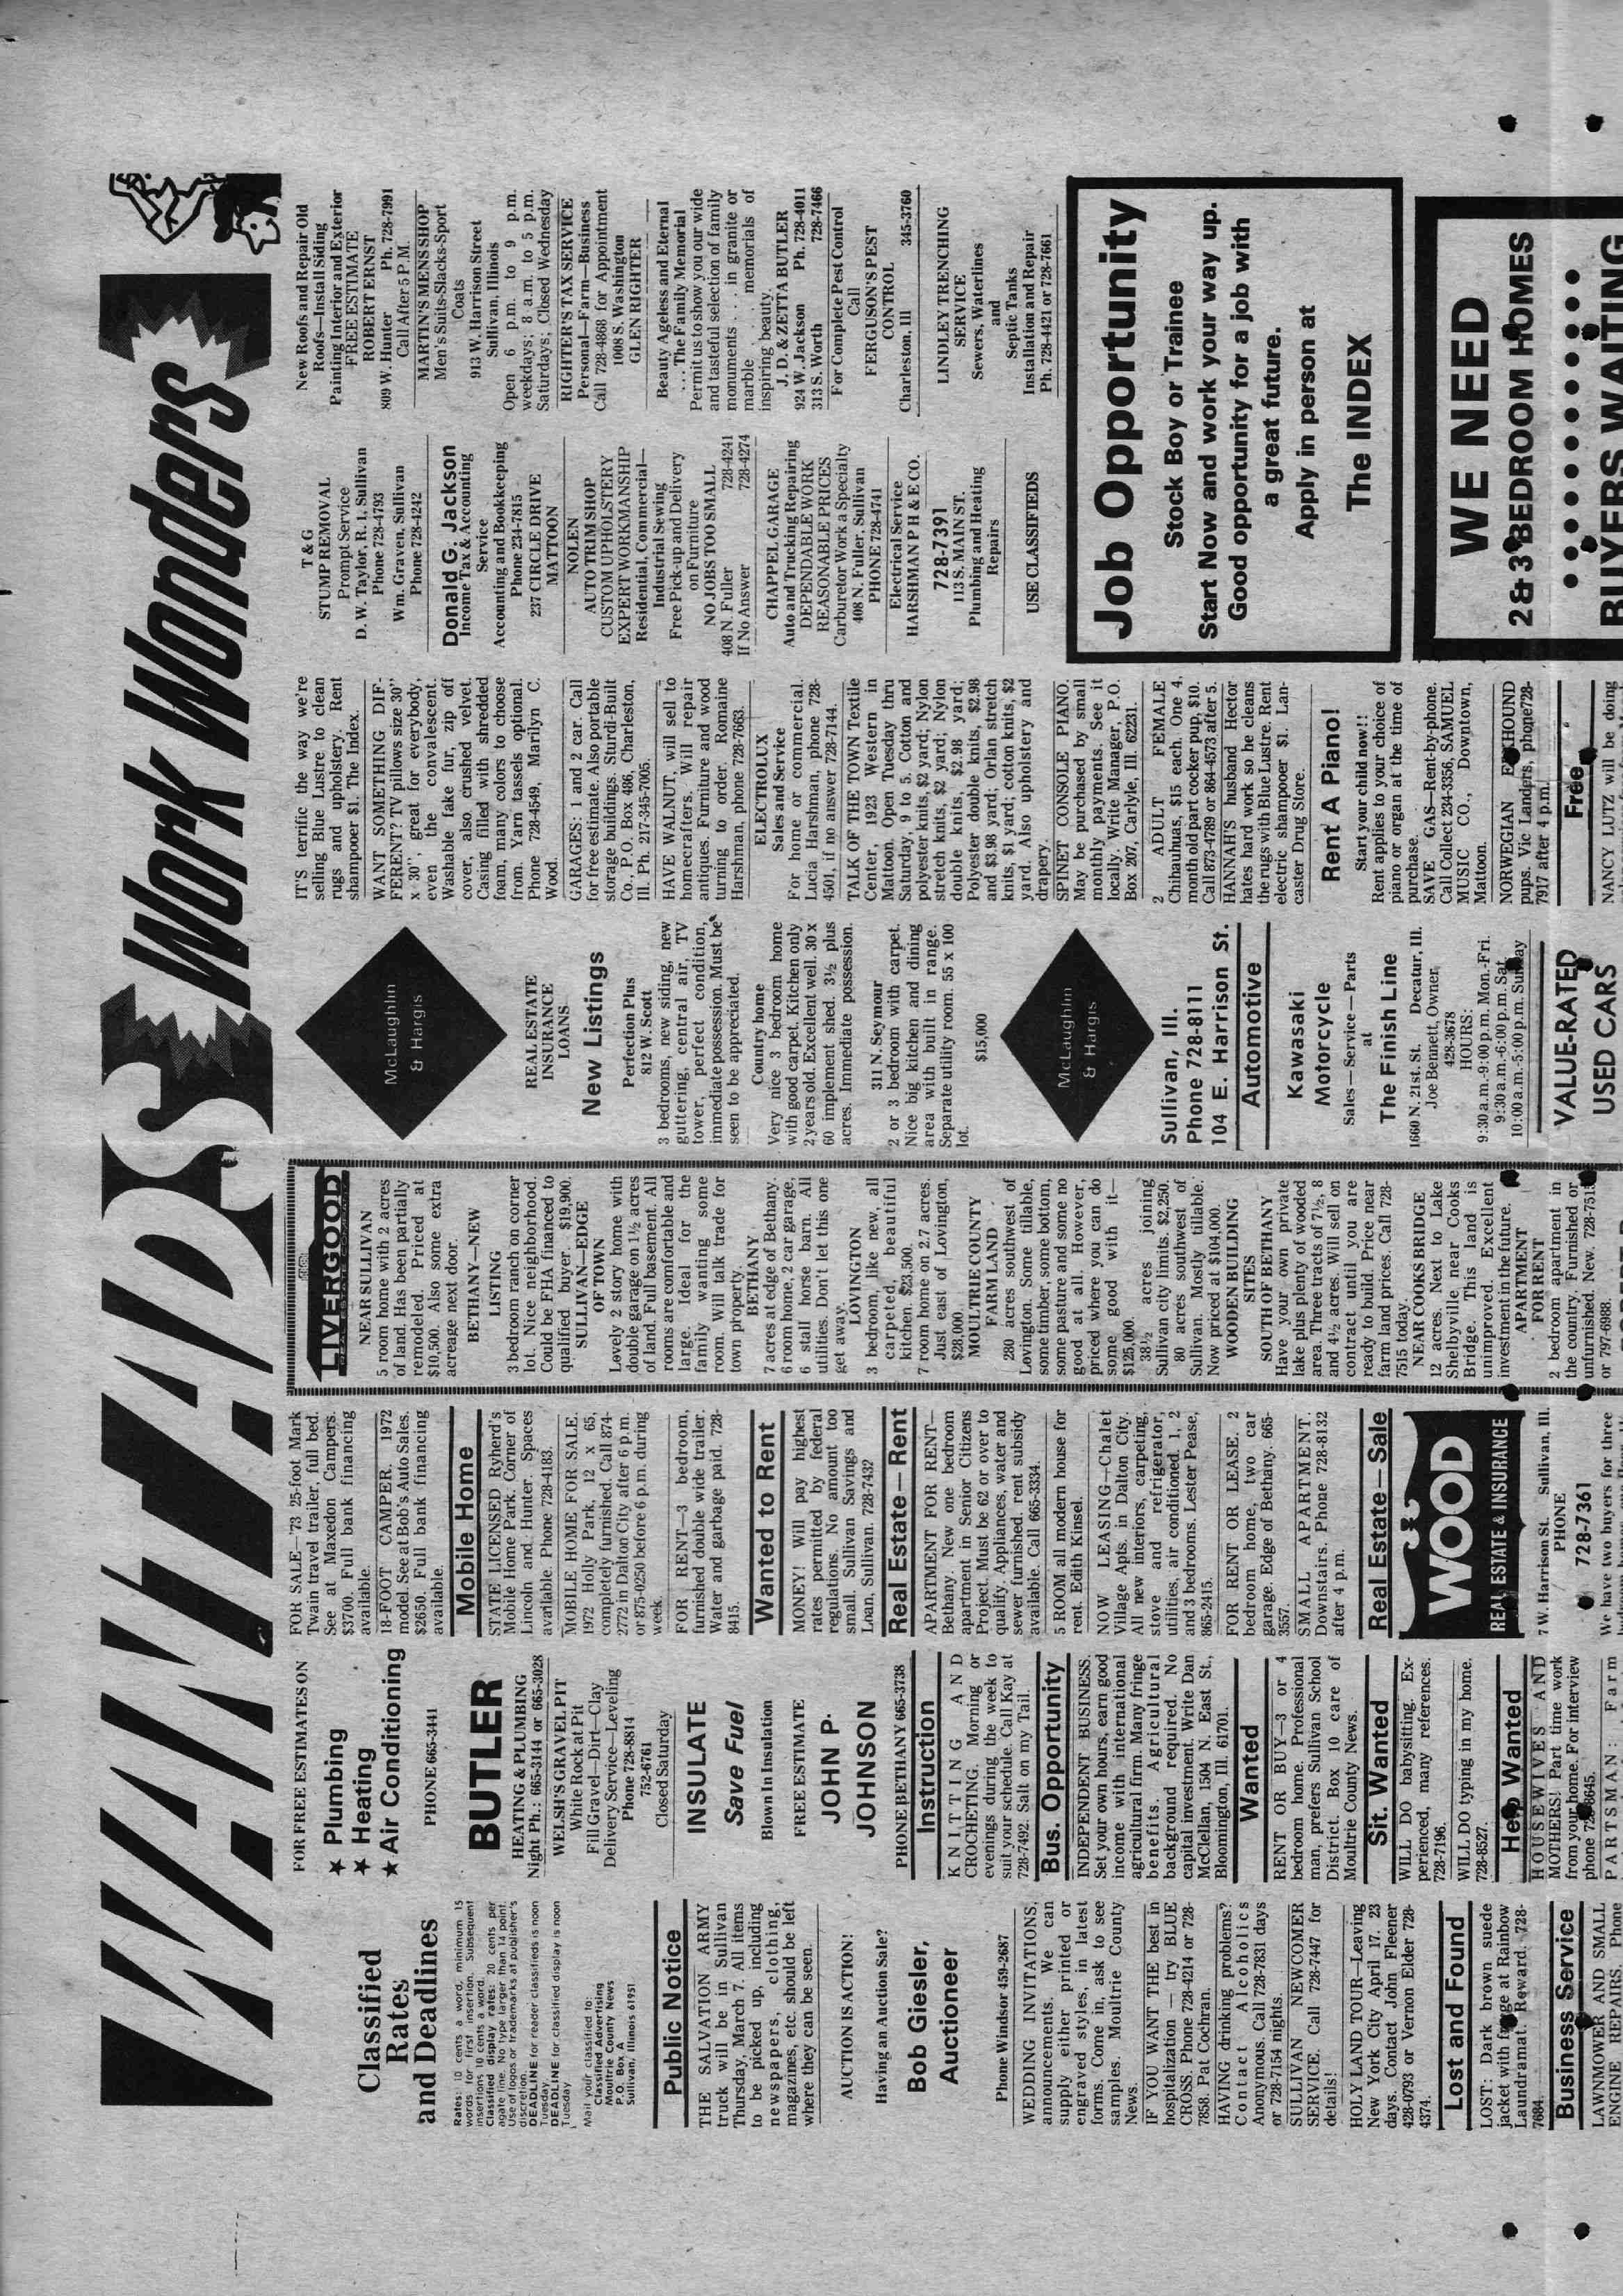 WANT ADS Work Wonders
Classified
Rates
and Deadlines
Rates: 10 cents a word, minimum 15
words for first insertion. Subsequent
insertions 10 cents a word.
Classified display rates: 20 cents per
agate line. No type larger than 14 point.
Use of logos or trademarks at publisher's
discretion.
DEADLINE for reader classifieds is noon
Tuesday.
DEADLINE for classified display is noon
Tuesday
Mail your classified to:
Classified Advertising
Moultrie County News
P.O. Box A
Sullivan, Illinois 61951
Public Notice
THE SALVATION ARMY
truck will be in Sullivan
Thursday, March 7. All items
to be picked up, including
newspapers, clothing,
magazines, etc. should be left
where they can be seen.
AUCTION IS ACTION!
Having an Auction Sale?
Bob Giesler,
Auctioneer
Phone Windsor 459-2687
WEDDING INVITATIONS,
announcements. We can
supply either printed or
engraved styles, in latest
forms. Come in, ask to see
samples. Moultrie County
News.
IF YOU WANT THE best in
hospitalization — try BLUE
CROSS. Phone 728-4214 or 728-
7858. Pat Cochran.
HAVING drinking problems?
Contact Alcoholics
Anonymous. Call 728-7831 days
or 728-7154 nights.
SULLIVAN NEWCOMER
SERVICE. Call 728-7447 for
details!
HOLY LAND TOUR—Leaving
New York City April 17. 23
days. Contact John Fleener
428-0793 or Vernon Elder 728-
4374.
Lost and Found
LOST: Dark brown suede
jacket with fringe at Rainbow
Laundramat. Reward. 728-
7684.
Business Service
LAWNMOWER AND SMALL
ENGINE REPAIRS, Phone
FOR FREE ESTIMATES ON
★ Plumbing
★ Heating
★ Air Conditioning
PHONE 665-3441
BUTLER
HEATING & PLUMBING
Night Ph.: 665-3144 or 665-3028
WELSH'S GRAVEL PIT
White Rock at Pit
Fill Gravel—Dirt—Clay
Delivery Service—Leveling
Phone 728-8814
752-6761
Closed Saturday
INSULATE
Save Fuel
Blown In Insulation
FREE ESTIMATE
JOHN P.
JOHNSON
PHONE BETHANY 665-3738
Instruction
KNITTING AND
CROCHETING. Morning or
evenings during the week to
suit your schedule. Call Kay at
728-7492. Salt on my Tail.
Bus. Opportunity
INDEPENDENT BUSINESS.
Set your own hours, earn good
income with international
agricultural firm. Many fringe
benefits. Agricultural
background required. No
capital investment. Write Dan
McClellan, 1504 N. East St.,
Bloomington, Ill. 61701.
Wanted
RENT OR BUY—3 or 4
bedroom home. Professional
man, prefers Sullivan School
District. Box 10 care of
Moultrie County News.
Sit. Wanted
WILL DO babysitting. Ex-
perienced, many references.
728-7196.
WILL DO typing in my home.
728-8527.
Help Wanted
HOUSEWIVES AND
MOTHERS! Part time work
from your home. For interview
phone 728-8645.
PARTSMAN: Farm
FOR SALE—'73 25-foot Mark
Twain travel trailer, full bed.
See at Maxedon Campers.
$3700. Full bank financing
available.
18-FOOT CAMPER. 1972
model. See at Bob's Auto Sales.
$2650. Full bank financing
available.
Mobile Home
STATE LICENSED Ryherd's
Mobile Home Park. Corner of
Lincoln and Hunter. Spaces
available. Phone 728-4183.
MOBILE HOME FOR SALE.
1972 Holly Park, 12 x 65,
completely furnished. Call 874-
2772 in Dalton City after 6 p.m.
or 875-0250 before 6 p.m. during
week.
FOR RENT—3 bedroom,
furnished double wide trailer.
Water and garbage paid. 728-
8415.
Wanted to Rent
MONEY! Will pay highest
rates permitted by federal
regulations. No amount too
small. Sullivan Savings and
Loan, Sullivan. 728-7432
Real Estate—Rent
APARTMENT FOR RENT—
Bethany. New one bedroom
apartment in Senior Citizens
Project. Must be 62 or over to
qualify. Appliances, water and
sewer furnished. rent subsidy
available. Call 665-3334.
5 ROOM all modern house for
rent. Edith Kinsel.
NOW LEASING—Chalet
Village Apts. in Dalton City.
All new interiors, carpeting,
stove and refrigerator,
utilities, air conditioned. 1, 2
and 3 bedrooms. Lester Pease,
865-2415.
FOR RENT OR LEASE. 2
bedroom home, two car
garage. Edge of Bethany. 665-
3557.
SMALL APARTMENT.
Downstairs. Phone 728-8132
after 4 p.m.
Real Estate—Sale
WOOD
REAL ESTATE & INSURANCE
7 W. Harrison St. Sullivan, Ill.
PHONE
728-7361
We have two buyers for three
LIVERGOOD
REAL ESTATE COMPANY
NEAR SULLIVAN
5 room home with 2 acres
of land. Has been partially
remodeled. Priced at
$10,500. Also some extra
acreage next door.
BETHANY—NEW
LISTING
3 bedroom ranch on corner
lot. Nice neighborhood.
Could be FHA financed to
qualified buyer. $19,900.
SULLIVAN—EDGE
OF TOWN
Lovely 2 story home with
double garage on 1½ acres
of land. Full basement. All
rooms are comfortable and
large. Ideal for the
family wanting some
room. Will talk trade for
town property.
BETHANY
7 acres at edge of Bethany.
6 room home, 2 car garage,
6 stall horse barn. All
utilities. Don't let this one
get away.
LOVINGTON
3 bedroom, like new, all
carpeted, beautiful
kitchen. $23,500.
7 room home on 2.7 acres.
Just east of Lovington,
$28,000.
MOULTRIE COUNTY
FARM LAND
280 acres southwest of
Lovington. Some tillable,
some timber, some bottom,
some pasture and some no
good at all. However,
priced where you can do
some good with it—
$125,000.
38½ acres joining
Sullivan city limits. $2,250.
80 acres southwest of
Sullivan. Mostly tillable.
Now priced at $104,000.
WOODEN BUILDING
SITES
SOUTH OF BETHANY
Have your own private
lake plus plenty of wooded
area. Three tracts of 7½, 8
and 4½ acres. Will sell on
contract until you are
ready to build. Price near
farm land prices. Call 728-
7515 today.
NEAR COOKS BRIDGE
12 acres. Next to Lake
Shelbyville near Cooks
Bridge. This land is
unimproved. Excellent
investment in the future.
APARTMENT
FOR RENT
2 bedroom apartment in
the country. Furnished or
unfurnished. New. 728-7515
or 797-6988.
McLaughlin
& Hargis
REAL ESTATE
INSURANCE
LOANS
New Listings
Perfection Plus
812 W. Scott
3 bedrooms, new siding, new
guttering, central air, TV
tower, perfect condition,
immediate possession. Must be
seen to be appreciated.
Country home
Very nice 3 bedroom home
with good carpet. Kitchen only
2 years old. Excellent well. 30 x
60 implement shed. 3½ plus
acres. Immediate possession.
311 N. Seymour
2 or 3 bedroom with carpet.
Nice big kitchen and dining
area with built in range.
Separate utility room. 55 x 100
lot.
$15,000
McLaughlin
& Hargis
Sullivan, Ill.
Phone 728-8111
104 E. Harrison St.
Automotive
Kawasaki
Motorcycle
Sales—Service—Parts
at
The Finish Line
1660 N. 21st. St. Decatur, Ill.
Joe Bennett, Owner
428-3678
HOURS:
9:30 a.m.-9:00 p.m. Mon.-Fri.
9:30 a.m.-6:00 p.m. Sat.
10:00 a.m.-5:00 p.m. Sunday
VALUE-RATED
USED CARS
IT'S terrific the way we're
selling Blue Lustre to clean
rugs and upholstery. Rent
shampooer $1. The Index.
WANT SOMETHING DIF-
FERENT? TV pillows size 30"
x 30", great for everybody,
even the convalescent.
Washable fake fur, zip off
cover, also crushed velvet.
Casing filled with shredded
foam, many colors to choose
from. Yarn tassels optional.
Phone 728-4549, Marilyn C.
Wood.
GARAGES: 1 and 2 car. Call
for free estimate. Also portable
storage buildings. Sturdi-Built
Co., P.O. Box 486, Charleston,
Ill. Ph. 217-345-7005.
HAVE WALNUT, will sell to
homecrafters. Will repair
antiques. Furniture and wood
turning to order. Romaine
Harshman, phone 728-7663.
ELECTROLUX
Sales and Service
For home or commercial.
Lucia Harshman, phone 728-
4501, if no answer 728-7144.
TALK OF THE TOWN Textile
Center, 1923 Western in
Mattoon. Open Tuesday thru
Saturday, 9 to 5. Cotton and
polyester knits, $2 yard; Nylon
stretch knits, $2 yard; Nylon
double knits, $2.98 yard;
Polyester double knits, $2.98
and $3.98 yard; Orlan stretch
knits, $1 yard; cotton knits, $2
yard. Also upholstery and
drapery.
SPINET CONSOLE PIANO.
May be purchased by small
monthly payments. See it
locally. Write Manager, P.O.
Box 207, Carlyle, Ill. 62231.
2 ADULT FEMALE
Chihauhuas, $15 each. One 4
month old part cocker pup, $10.
Call 873-4789 or 864-4573 after 5.
HANNAH'S husband Hector
hates hard work so he cleans
the rugs with Blue Lustre. Rent
electric shampooer $1. Lan-
caster Drug Store.
Rent A Piano!
Start your child now!!
Rent applies to your choice of
piano or organ at the time of
purchase.
SAVE GAS—Rent-by-phone.
Call Collect 234-3356, SAMUEL
MUSIC CO., Downtown,
Mattoon.
NORWEGIAN ELKHOUND
pups. Vic Landers, phone 728-
7917 after 4 p.m.
Free
NANCY LUTZ will be doing
T & G
STUMP REMOVAL
Prompt Service
D. W. Taylor, R. 1, Sullivan
Phone 728-4793
Wm. Graven, Sullivan
Phone 728-4242
Donald G. Jackson
Income Tax & Accounting
Service
Accounting and Bookkeeping
Phone 234-7815
237 CIRCLE DRIVE
MATTOON
NOLEN
AUTO TRIM SHOP
CUSTOM UPHOLSTERY
EXPERT WORKMANSHIP
Residential, Commercial—
Industrial Sewing
Free Pick-up and Delivery
on Furniture
NO JOBS TOO SMALL
408 N. Fuller 728-4241
If No Answer 728-4274
CHAPPEL GARAGE
Auto and Trucking Repairing
DEPENDABLE WORK
REASONABLE PRICES
Carburetor Work a Specialty
408 N. Fuller, Sullivan
PHONE 728-4741
Electrical Service
HARSHMAN P H & E CO.
728-7391
113 S. MAIN ST.
Plumbing and Heating
Repairs
USE CLASSIFIEDS
New Roofs and Repair Old
Roofs—Install Siding
Painting Interior and Exterior
FREE ESTIMATE
ROBERT ERNST
809 W. Hunter Ph. 728-7991
Call After 5 P.M.
MARTIN'S MENS SHOP
Men's Suits-Slacks-Sport
Coats
913 W. Harrison Street
Sullivan, Illinois
Open 6 p.m. to 9 p.m.
weekdays; 8 a.m. to 5 p.m.
Saturdays; Closed Wednesday
RIGHTER'S TAX SERVICE
Personal—Farm—Business
Call 728-4868 for Appointment
1008 S. Washington
GLEN RIGHTER
Beauty Ageless and Eternal
. . . The Family Memorial
Permit us to show you our wide
and tasteful selection of family
monuments . . . in granite or
marble . . . memorials of
inspiring beauty.
J. D. & ZETTA BUTLER
924 W. Jackson Ph. 728-4011
313 S. Worth 728-7466
For Complete Pest Control
Call
FERGUSON'S PEST
CONTROL
Charleston, Ill 345-3760
LINDLEY TRENCHING
SERVICE
Sewers, Waterlines
and
Septic Tanks
Installation and Repair
Ph. 728-4421 or 728-7661
Job Opportunity
Stock Boy or Trainee
Start Now and work your way up.
Good opportunity for a job with
a great future.
Apply in person at
The INDEX
WE NEED
2 & 3 BEDROOM HOMES
BUYERS WAITING